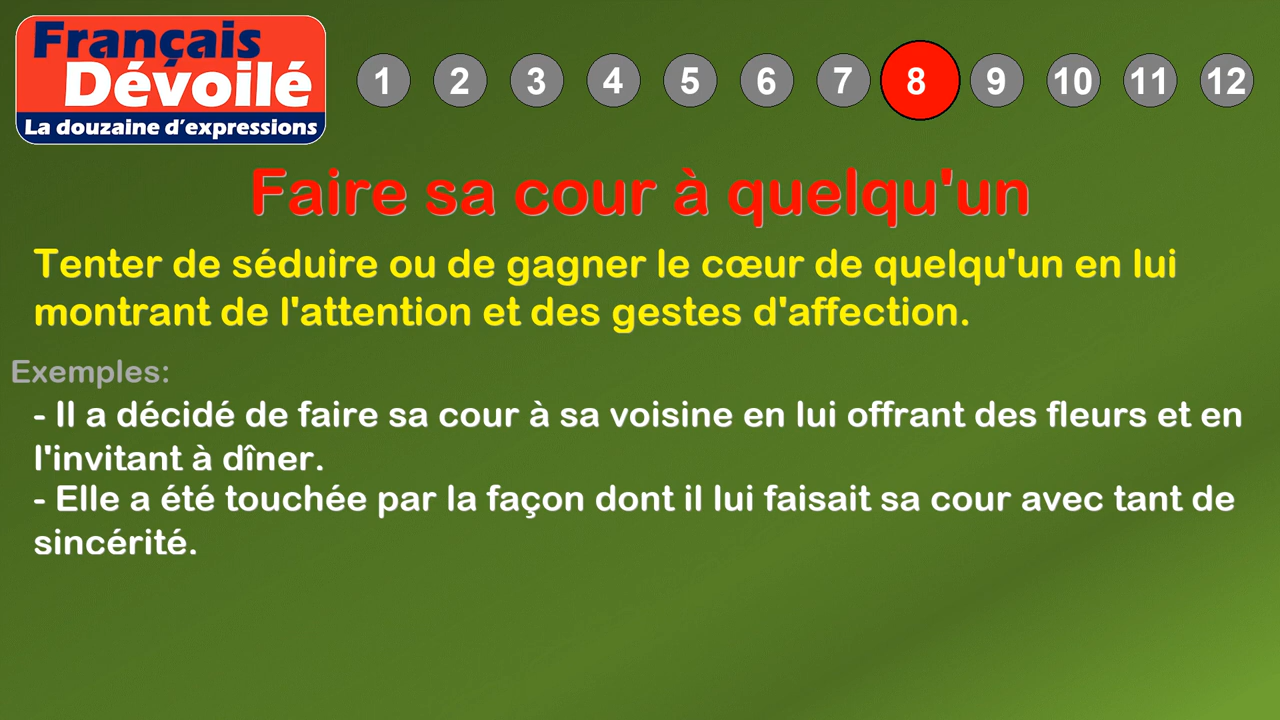 Français
Dévoilé
La douzaine d'expressions
1 2 3 4 5 6 7 8 9 10 11 12
Faire sa cour à quelqu'un
Tenter de séduire ou de gagner le cœur de quelqu'un en lui
montrant de l'attention et des gestes d'affection.
Exemples:
- Il a décidé de faire sa cour à sa voisine en lui offrant des fleurs et en
l'invitant à dîner.
- Elle a été touchée par la façon dont il lui faisait sa cour avec tant de
sincérité.